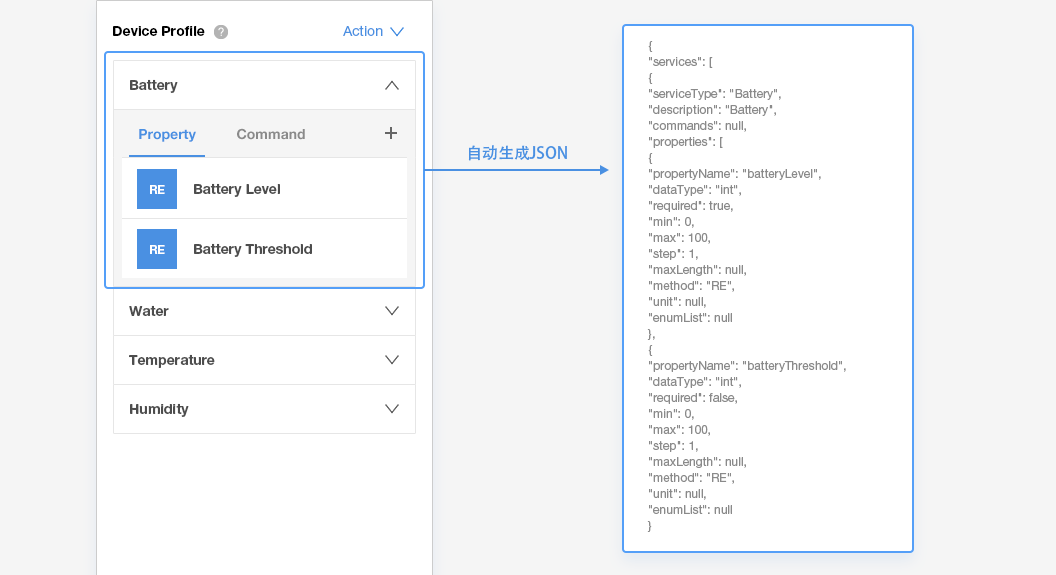 Device Profile ?
Action
Battery
Property
Command
RE
Battery Level
RE
Battery Threshold
Water
Temperature
Humidity
自动生成JSON
{
"services": [
{
"serviceType": "Battery",
"description": "Battery",
"commands": null,
"properties": [
{
"propertyName": "batteryLevel",
"dataType": "int",
"required": true,
"min": 0,
"max": 100,
"step": 1,
"maxLength": null,
"method": "RE",
"unit": null,
"enumList": null
},
{
"propertyName": "batteryThreshold",
"dataType": "int",
"required": false,
"min": 0,
"max": 100,
"step": 1,
"maxLength": null,
"method": "RE",
"unit": null,
"enumList": null
}